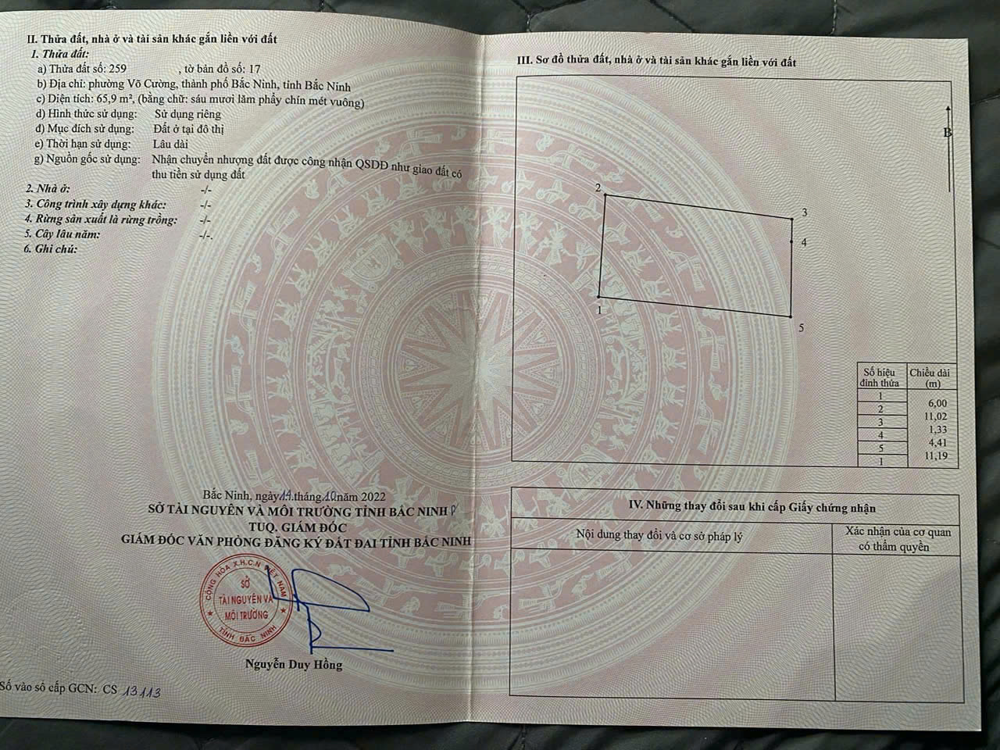 II. Thửa đất, nhà ở và tài sản khác gắn liền với đất
1. Thửa đất:
a) Thửa đất số: 259 , tờ bản đồ số: 17
b) Địa chỉ: phường Võ Cường, thành phố Bắc Ninh, tỉnh Bắc Ninh
c) Diện tích: 65,9 m², (bằng chữ: sáu mươi lăm phẩy chín mét vuông)
d) Hình thức sử dụng: Sử dụng riêng
đ) Mục đích sử dụng: Đất ở tại đô thị
e) Thời hạn sử dụng: Lâu dài
g) Nguồn gốc sử dụng: Nhận chuyển nhượng đất được công nhận QSDĐ như giao đất có
thu tiền sử dụng đất
2. Nhà ở: -/-
3. Công trình xây dựng khác: -/-
4. Rừng sản xuất là rừng trồng: -/-
5. Cây lâu năm: -/-.
6. Ghi chú:
Bắc Ninh, ngày 14 tháng 10 năm 2022
SỞ TÀI NGUYÊN VÀ MÔI TRƯỜNG TỈNH BẮC NINH
TUQ. GIÁM ĐỐC
GIÁM ĐỐC VĂN PHÒNG ĐĂNG KÝ ĐẤT ĐAI TỈNH BẮC NINH
CỘNG HÒA X.H.C.N VIỆT NAM
SỞ
TÀI NGUYÊN VÀ
MÔI TRƯỜNG
TỈNH BẮC NINH
Nguyễn Duy Hồng
Số vào sổ cấp GCN: CS 13113
III. Sơ đồ thửa đất, nhà ở và tài sản khác gắn liền với đất
B
2
3
4
1
5
Số hiệu đỉnh thửa Chiều dài (m)
1
6,00
2
11,02
3
1,33
4
4,41
5
11,19
1
IV. Những thay đổi sau khi cấp Giấy chứng nhận
Nội dung thay đổi và cơ sở pháp lý
Xác nhận của cơ quan
có thẩm quyền